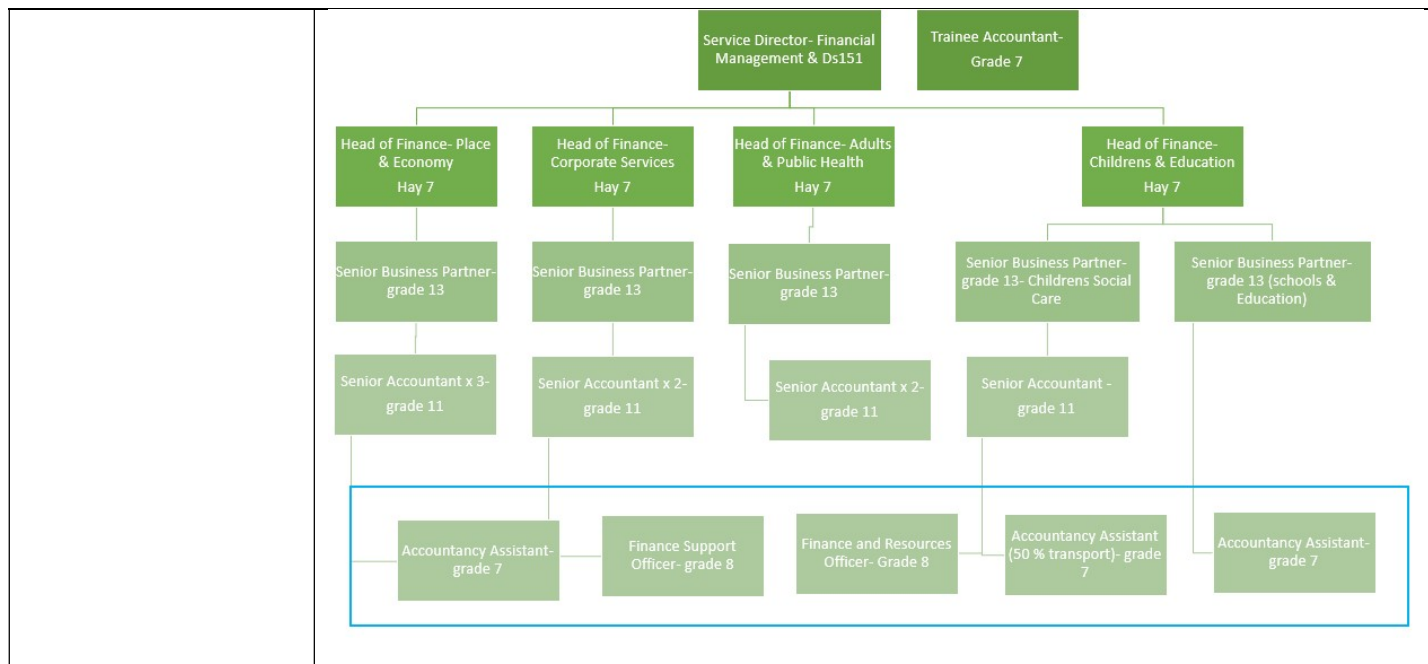 Service Director- Financial
Management & Ds151
Trainee Accountant-
Grade 7
Head of Finance- Place
& Economy
Hay 7
Head of Finance-
Corporate Services
Hay 7
Head of Finance- Adults
& Public Health
Hay 7
Head of Finance-
Childrens & Education
Hay 7
Senior Business Partner-
grade 13
Senior Business Partner-
grade 13
Senior Business Partner-
grade 13
Senior Business Partner-
grade 13- Childrens Social
Care
Senior Business Partner-
grade 13 (schools &
Education)
Senior Accountant x 3-
grade 11
Senior Accountant x 2-
grade 11
Senior Accountant x 2-
grade 11
Senior Accountant -
grade 11
Accountancy Assistant-
grade 7
Finance Support
Officer- grade 8
Finance and Resources
Officer- Grade 8
Accountancy Assistant
(50 % transport)- grade
7
Accountancy Assistant-
grade 7